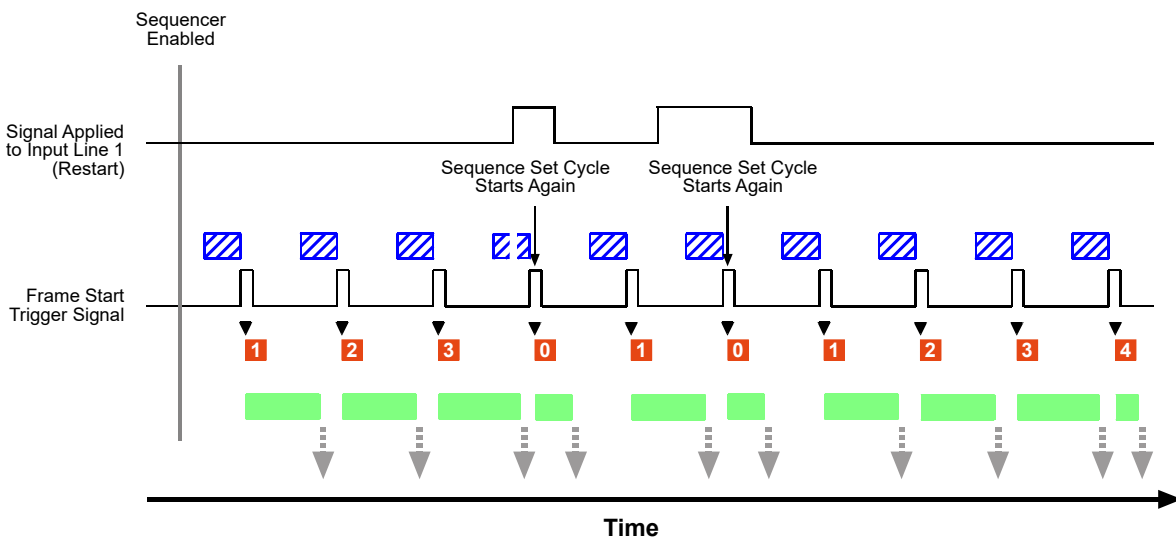 Sequencer
Enabled
Signal Applied
to Input Line 1
(Restart)
Sequence Set Cycle
Starts Again
Sequence Set Cycle
Starts Again
Frame Start
Trigger Signal
1 2 3 0 1 0 1 2 3 4
Time